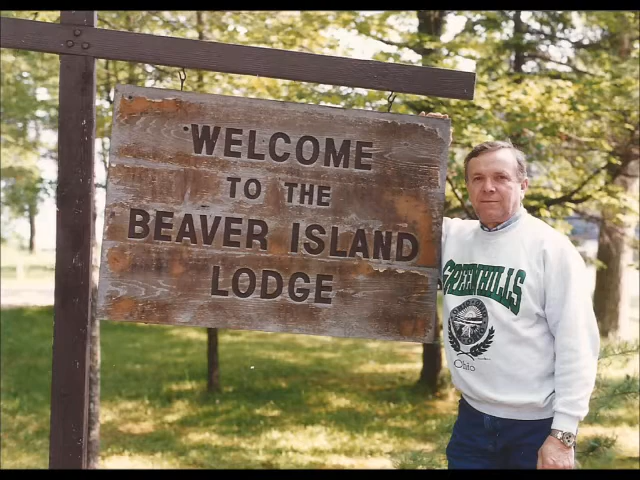 WELCOME
TO THE
BEAVER ISLAND
LODGE
GREENHILLS
Ohio